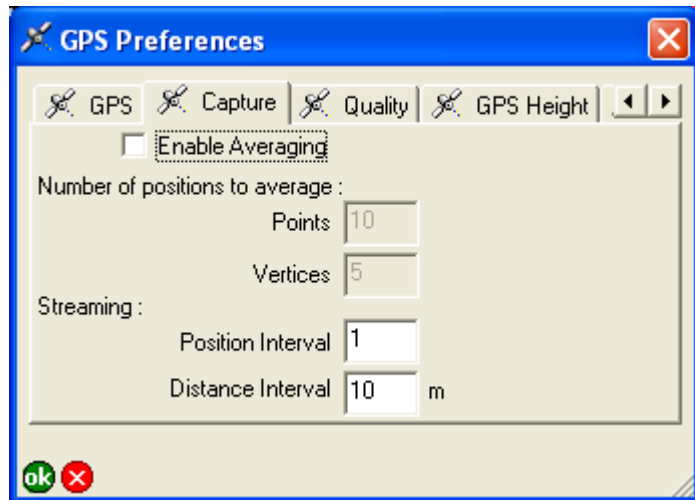 GPS Preferences
GPS Capture Quality GPS Height
Enable Averaging
Number of positions to average :
Points 10
Vertices 5
Streaming :
Position Interval 1
Distance Interval 10 m
ok